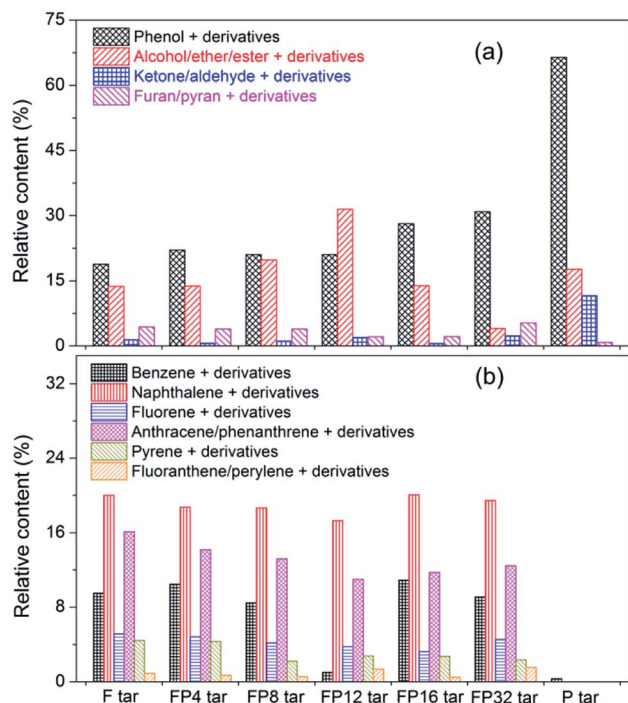 75
60
45
30
15
0
Relative content (%)
(a)
Phenol + derivatives
Alcohol/ether/ester + derivatives
Ketone/aldehyde + derivatives
Furan/pyran + derivatives
32
24
16
8
0
Relative content (%)
(b)
Benzene + derivatives
Naphthalene + derivatives
Fluorene + derivatives
Anthracene/phenanthrene + derivatives
Pyrene + derivatives
Fluoranthene/perylene + derivatives
F tar FP4 tar FP8 tar FP12 tar FP16 tar FP32 tar P tar